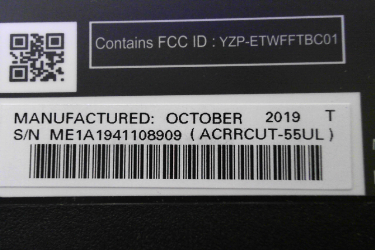 Contains FCC ID : YZP-ETWFFTBC01
MANUFACTURED: OCTOBER 2019 T
S/N ME1A1941108909 (ACRRCUT-55UL)